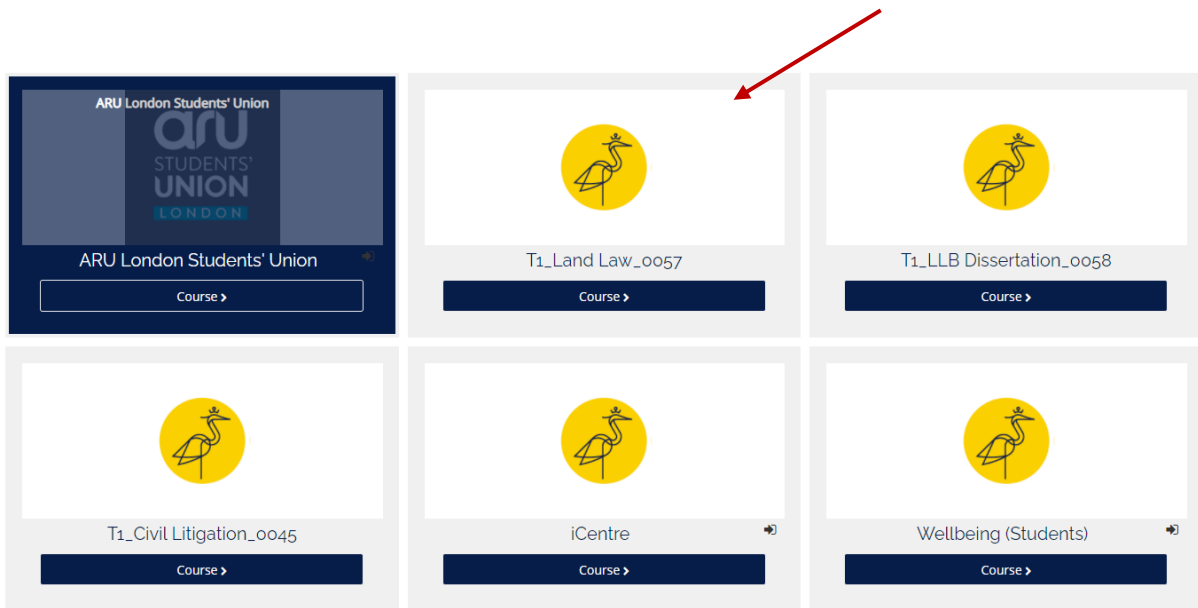 ARU London Students' Union
aru
STUDENTS'
UNION
LONDON
ARU London Students' Union
Course
T1_Land Law_0057
Course
T1_LLB Dissertation_0058
Course
T1_Civil Litigation_0045
Course
iCentre
Course
Wellbeing (Students)
Course